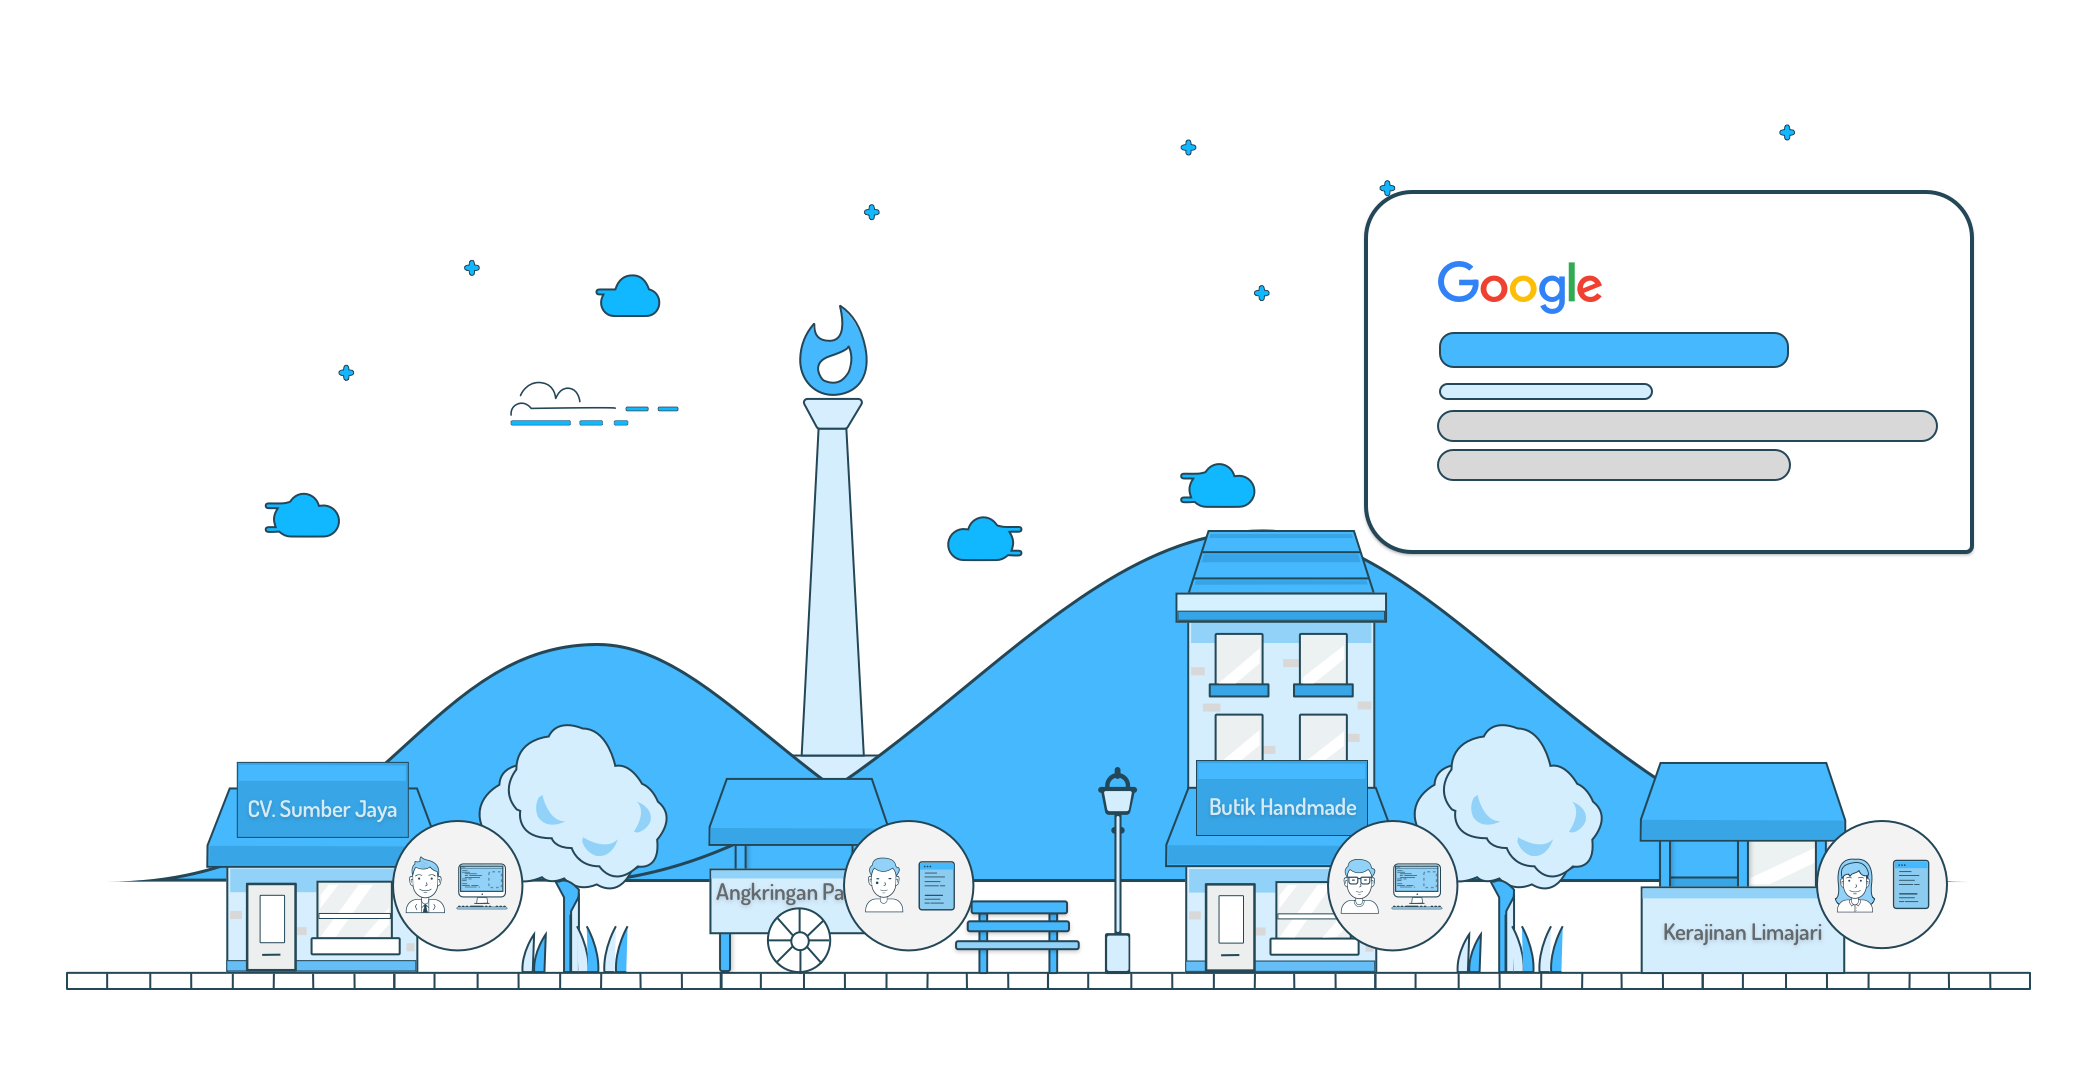 Google
CV. Sumber Jaya
Butik Handmade
Angkringan Pa
Kerajinan Limajari